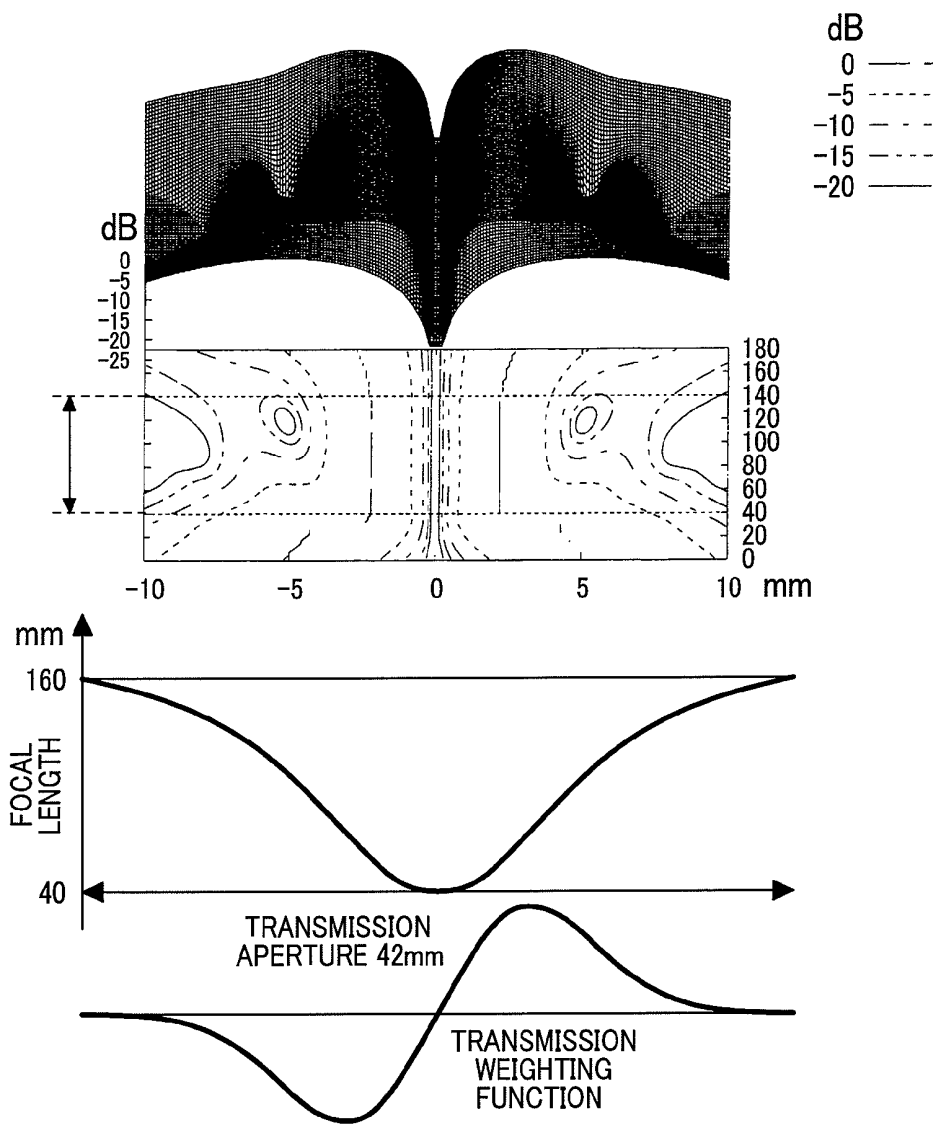 dB
0
-5
-10
-15
-20
dB
0
-5
-10
-15
-20
-25
180
160
140
120
100
80
60
40
20
0
-10
-5
0
5
10
mm
mm
160
FOCAL
LENGTH
40
TRANSMISSION
APERTURE 42mm
TRANSMISSION
WEIGHTING
FUNCTION